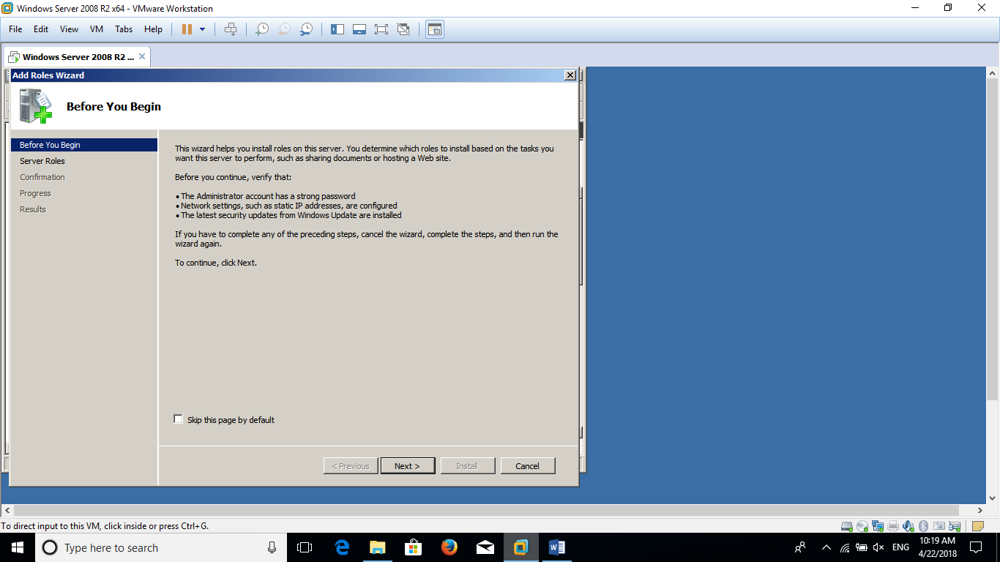 Windows Server 2008 R2 x64 - VMware Workstation
File Edit View VM Tabs Help
Windows Server 2008 R2 ...
Add Roles Wizard
Before You Begin
Before You Begin
Server Roles
Confirmation
Progress
Results
This wizard helps you install roles on this server. You determine which roles to install based on the tasks you
want this server to perform, such as sharing documents or hosting a Web site.
Before you continue, verify that:
• The Administrator account has a strong password
• Network settings, such as static IP addresses, are configured
• The latest security updates from Windows Update are installed
If you have to complete any of the preceding steps, cancel the wizard, complete the steps, and then run the
wizard again.
To continue, click Next.
Skip this page by default
< Previous Next > Install Cancel
To direct input to this VM, click inside or press Ctrl+G.
Type here to search
ENG
10:19 AM
4/22/2018